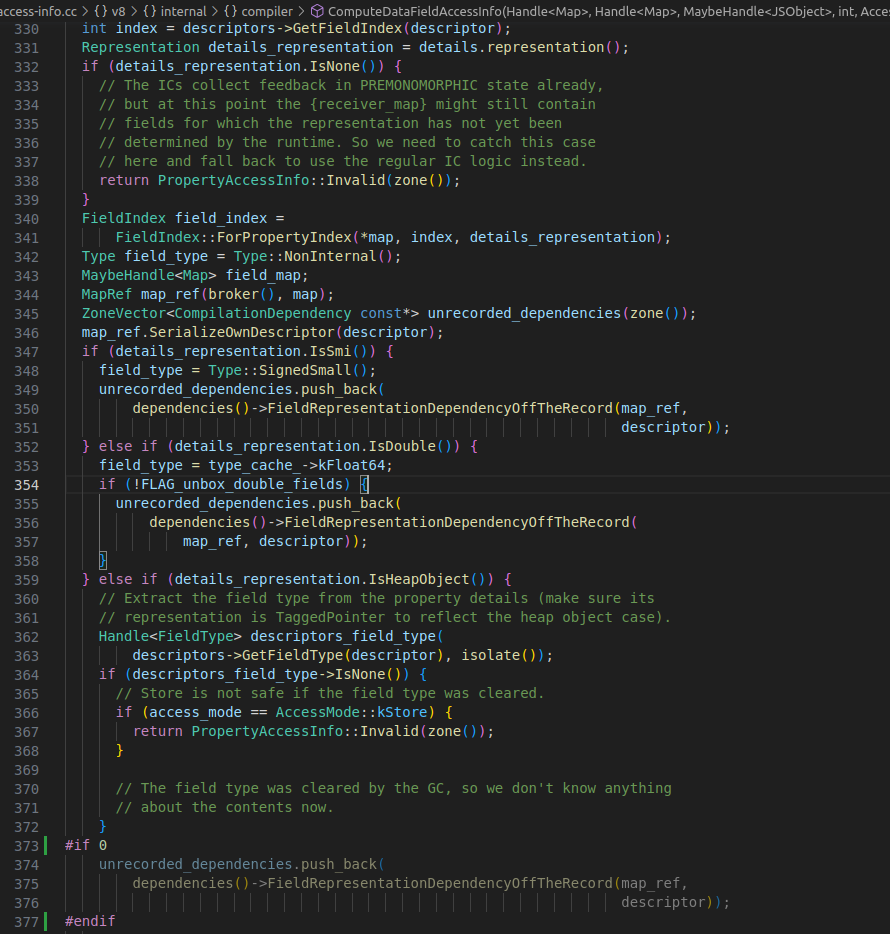 access-info.cc > {} v8 > {} internal > {} compiler > ComputeDataFieldAccessInfo(Handle<Map>, Handle<Map>, MaybeHandle<JSObject>, int, Acces
330 int index = descriptors->GetFieldIndex(descriptor);
331 Representation details_representation = details.representation();
332 if (details_representation.IsNone()) {
333 // The ICs collect feedback in PREMONOMORPHIC state already,
334 // but at this point the {receiver_map} might still contain
335 // fields for which the representation has not yet been
336 // determined by the runtime. So we need to catch this case
337 // here and fall back to use the regular IC logic instead.
338 return PropertyAccessInfo::Invalid(zone());
339 }
340 FieldIndex field_index =
341 FieldIndex::ForPropertyIndex(*map, index, details_representation);
342 Type field_type = Type::NonInternal();
343 MaybeHandle<Map> field_map;
344 MapRef map_ref(broker(), map);
345 ZoneVector<CompilationDependency const*> unrecorded_dependencies(zone());
346 map_ref.SerializeOwnDescriptor(descriptor);
347 if (details_representation.IsSmi()) {
348 field_type = Type::SignedSmall();
349 unrecorded_dependencies.push_back(
350 dependencies()->FieldRepresentationDependencyOffTheRecord(map_ref,
351 descriptor));
352 } else if (details_representation.IsDouble()) {
353 field_type = type_cache_->kFloat64;
354 if (!FLAG_unbox_double_fields) {
355 unrecorded_dependencies.push_back(
356 dependencies()->FieldRepresentationDependencyOffTheRecord(
357 map_ref, descriptor));
358 }
359 } else if (details_representation.IsHeapObject()) {
360 // Extract the field type from the property details (make sure its
361 // representation is TaggedPointer to reflect the heap object case).
362 Handle<FieldType> descriptors_field_type(
363 descriptors->GetFieldType(descriptor), isolate());
364 if (descriptors_field_type->IsNone()) {
365 // Store is not safe if the field type was cleared.
366 if (access_mode == AccessMode::kStore) {
367 return PropertyAccessInfo::Invalid(zone());
368 }
369
370 // The field type was cleared by the GC, so we don't know anything
371 // about the contents now.
372 }
373 #if 0
374 unrecorded_dependencies.push_back(
375 dependencies()->FieldRepresentationDependencyOffTheRecord(map_ref,
376 descriptor));
377 #endif